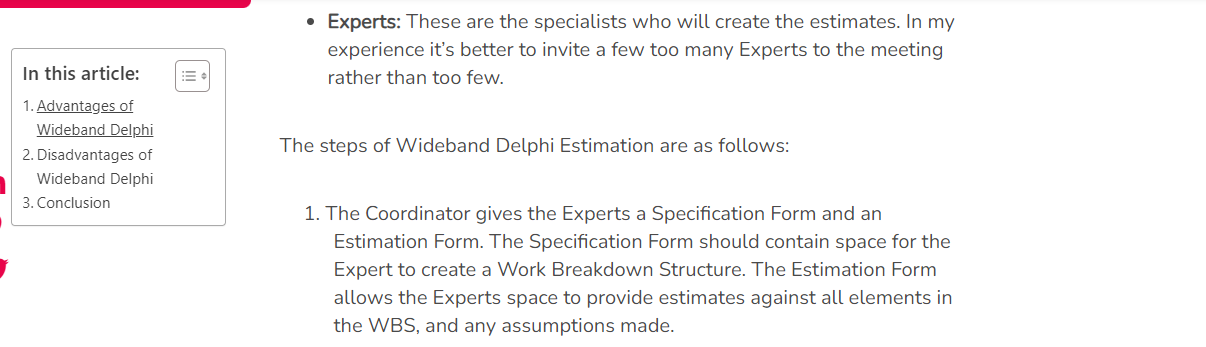 Experts: These are the specialists who will create the estimates. In my
experience it’s better to invite a few too many Experts to the meeting
rather than too few.
In this article:
1. Advantages of
Wideband Delphi
2. Disadvantages of
Wideband Delphi
3. Conclusion
The steps of Wideband Delphi Estimation are as follows:
1. The Coordinator gives the Experts a Specification Form and an
Estimation Form. The Specification Form should contain space for the
Expert to create a Work Breakdown Structure. The Estimation Form
allows the Experts space to provide estimates against all elements in
the WBS, and any assumptions made.